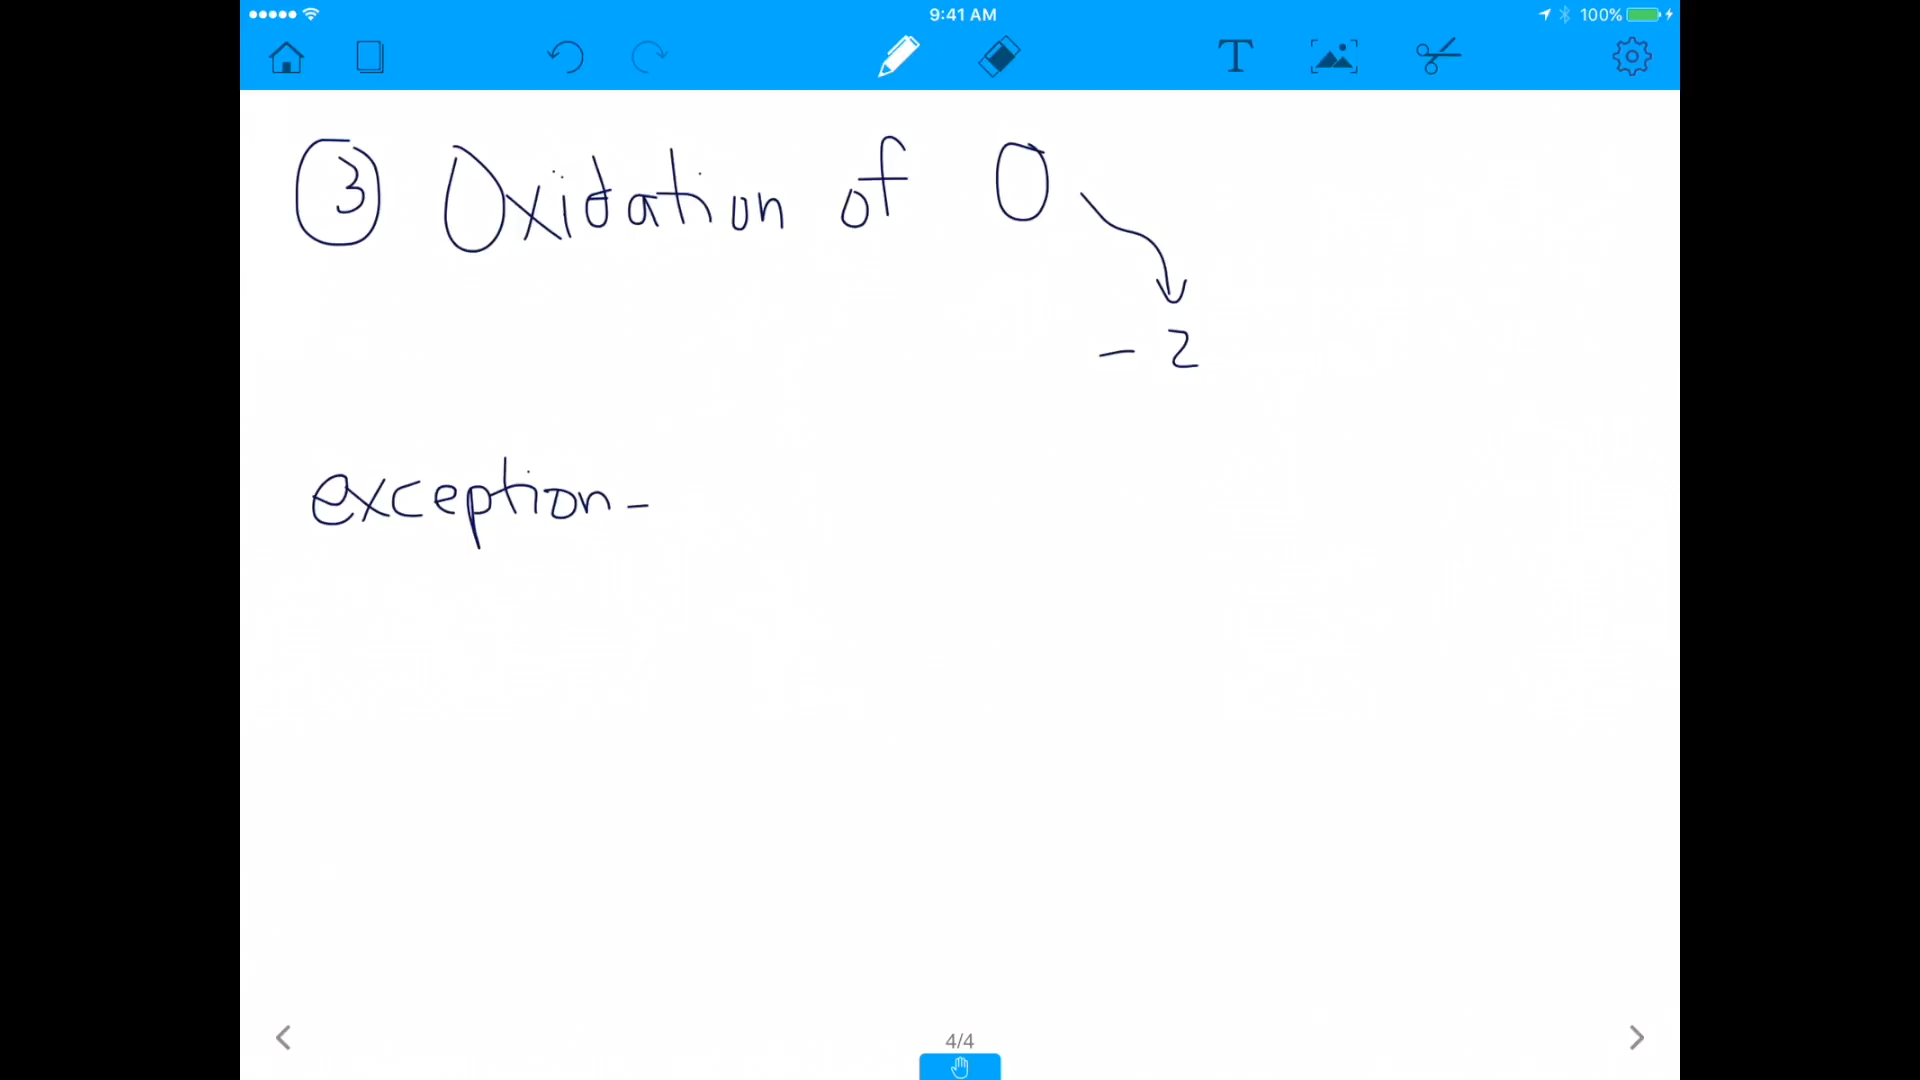 9:41 AM
100%
T
③ Oxidation of O
- 2
exception -
4/4